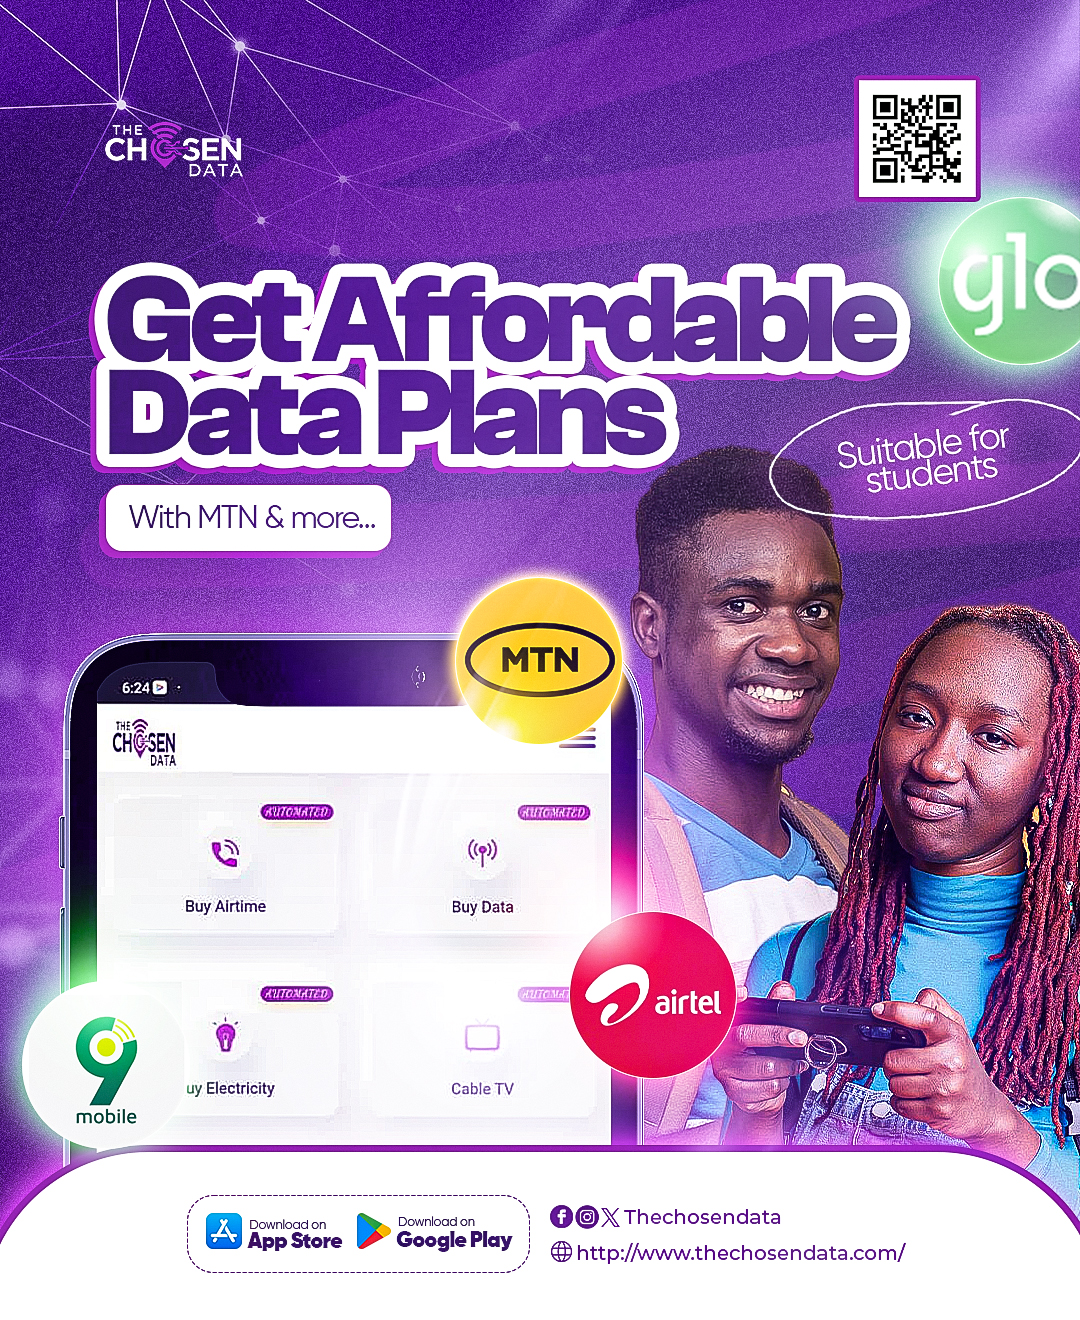 THE
CHOSEN
DATA
glo
Get Affordable
Data Plans
Suitable for
students
With MTN & more...
MTN
6:24
THE
CHOSEN
DATA
AUTOMATED
AUTOMATED
Buy Airtime
Buy Data
AUTOMATED
AUTOMA
airtel
9
mobile
uy Electricity
Cable TV
Download on
App Store
Download on
Google Play
Thechosendata
http://www.thechosendata.com/